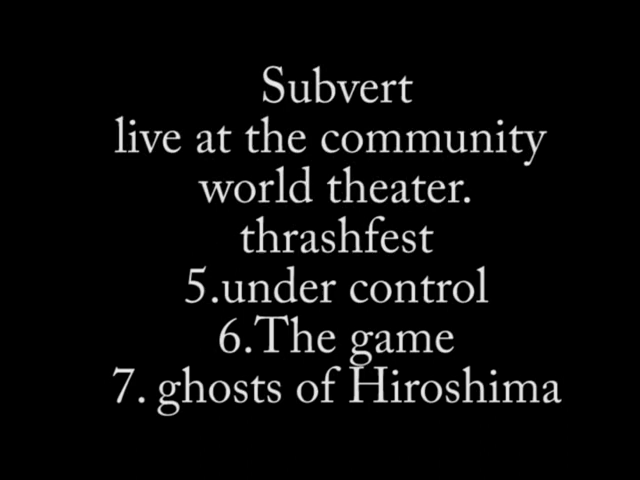 Subvert
live at the community
world theater.
thrashfest
5.under control
6.The game
7. ghosts of Hiroshima